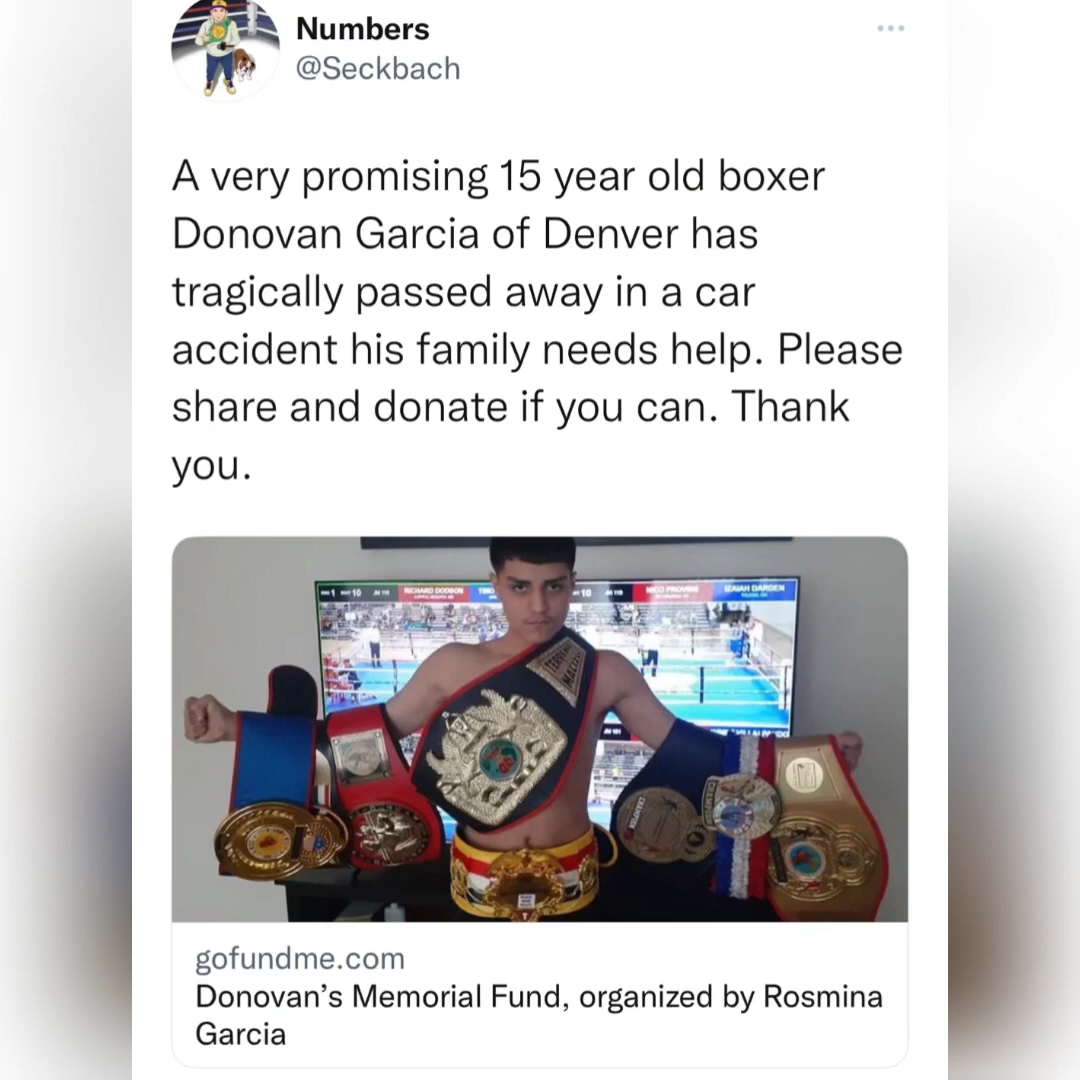 Numbers
@Seckbach
A very promising 15 year old boxer
Donovan Garcia of Denver has
tragically passed away in a car
accident his family needs help. Please
share and donate if you can. Thank
you.
RICHARD DODSON
NICO PROVINE
ISAIAH DARDEN
10
10
gofundme.com
Donovan's Memorial Fund, organized by Rosmina
Garcia